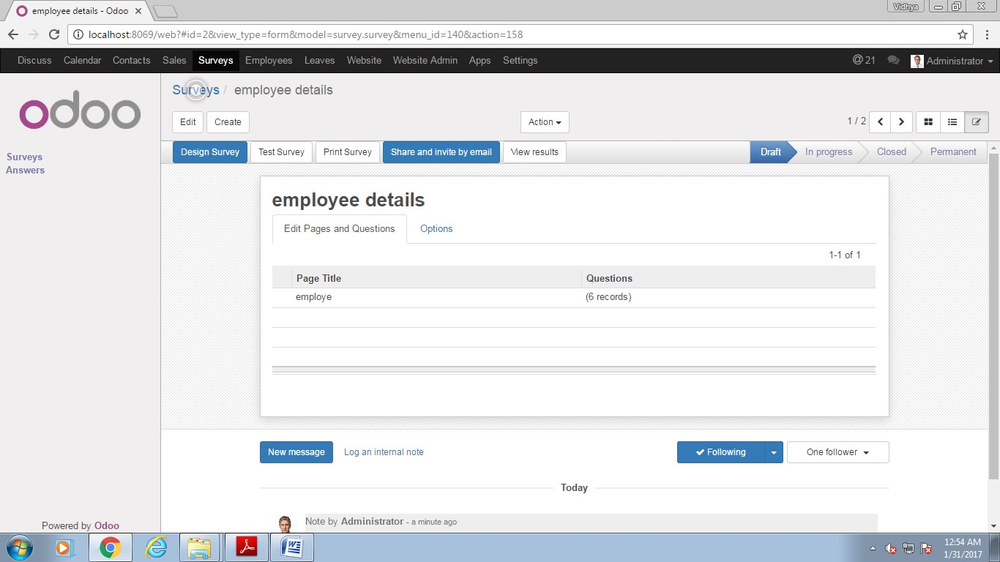 employee details - Odoo
Vidhya
localhost:8069/web?#id=2&view_type=form&model=survey.survey&menu_id=140&action=158
Discuss Calendar Contacts Sales Surveys Employees Leaves Website Website Admin Apps Settings @ 21 Administrator
odoo
Surveys / employee details
Edit Create Action 1 / 2
Design Survey Test Survey Print Survey Share and invite by email View results Draft In progress Closed Permanent
Surveys
Answers
employee details
Edit Pages and Questions Options
1-1 of 1
Page Title Questions
employe (6 records)
New message Log an internal note Following One follower
Today
Note by Administrator - a minute ago
Powered by Odoo
12:54 AM
1/31/2017